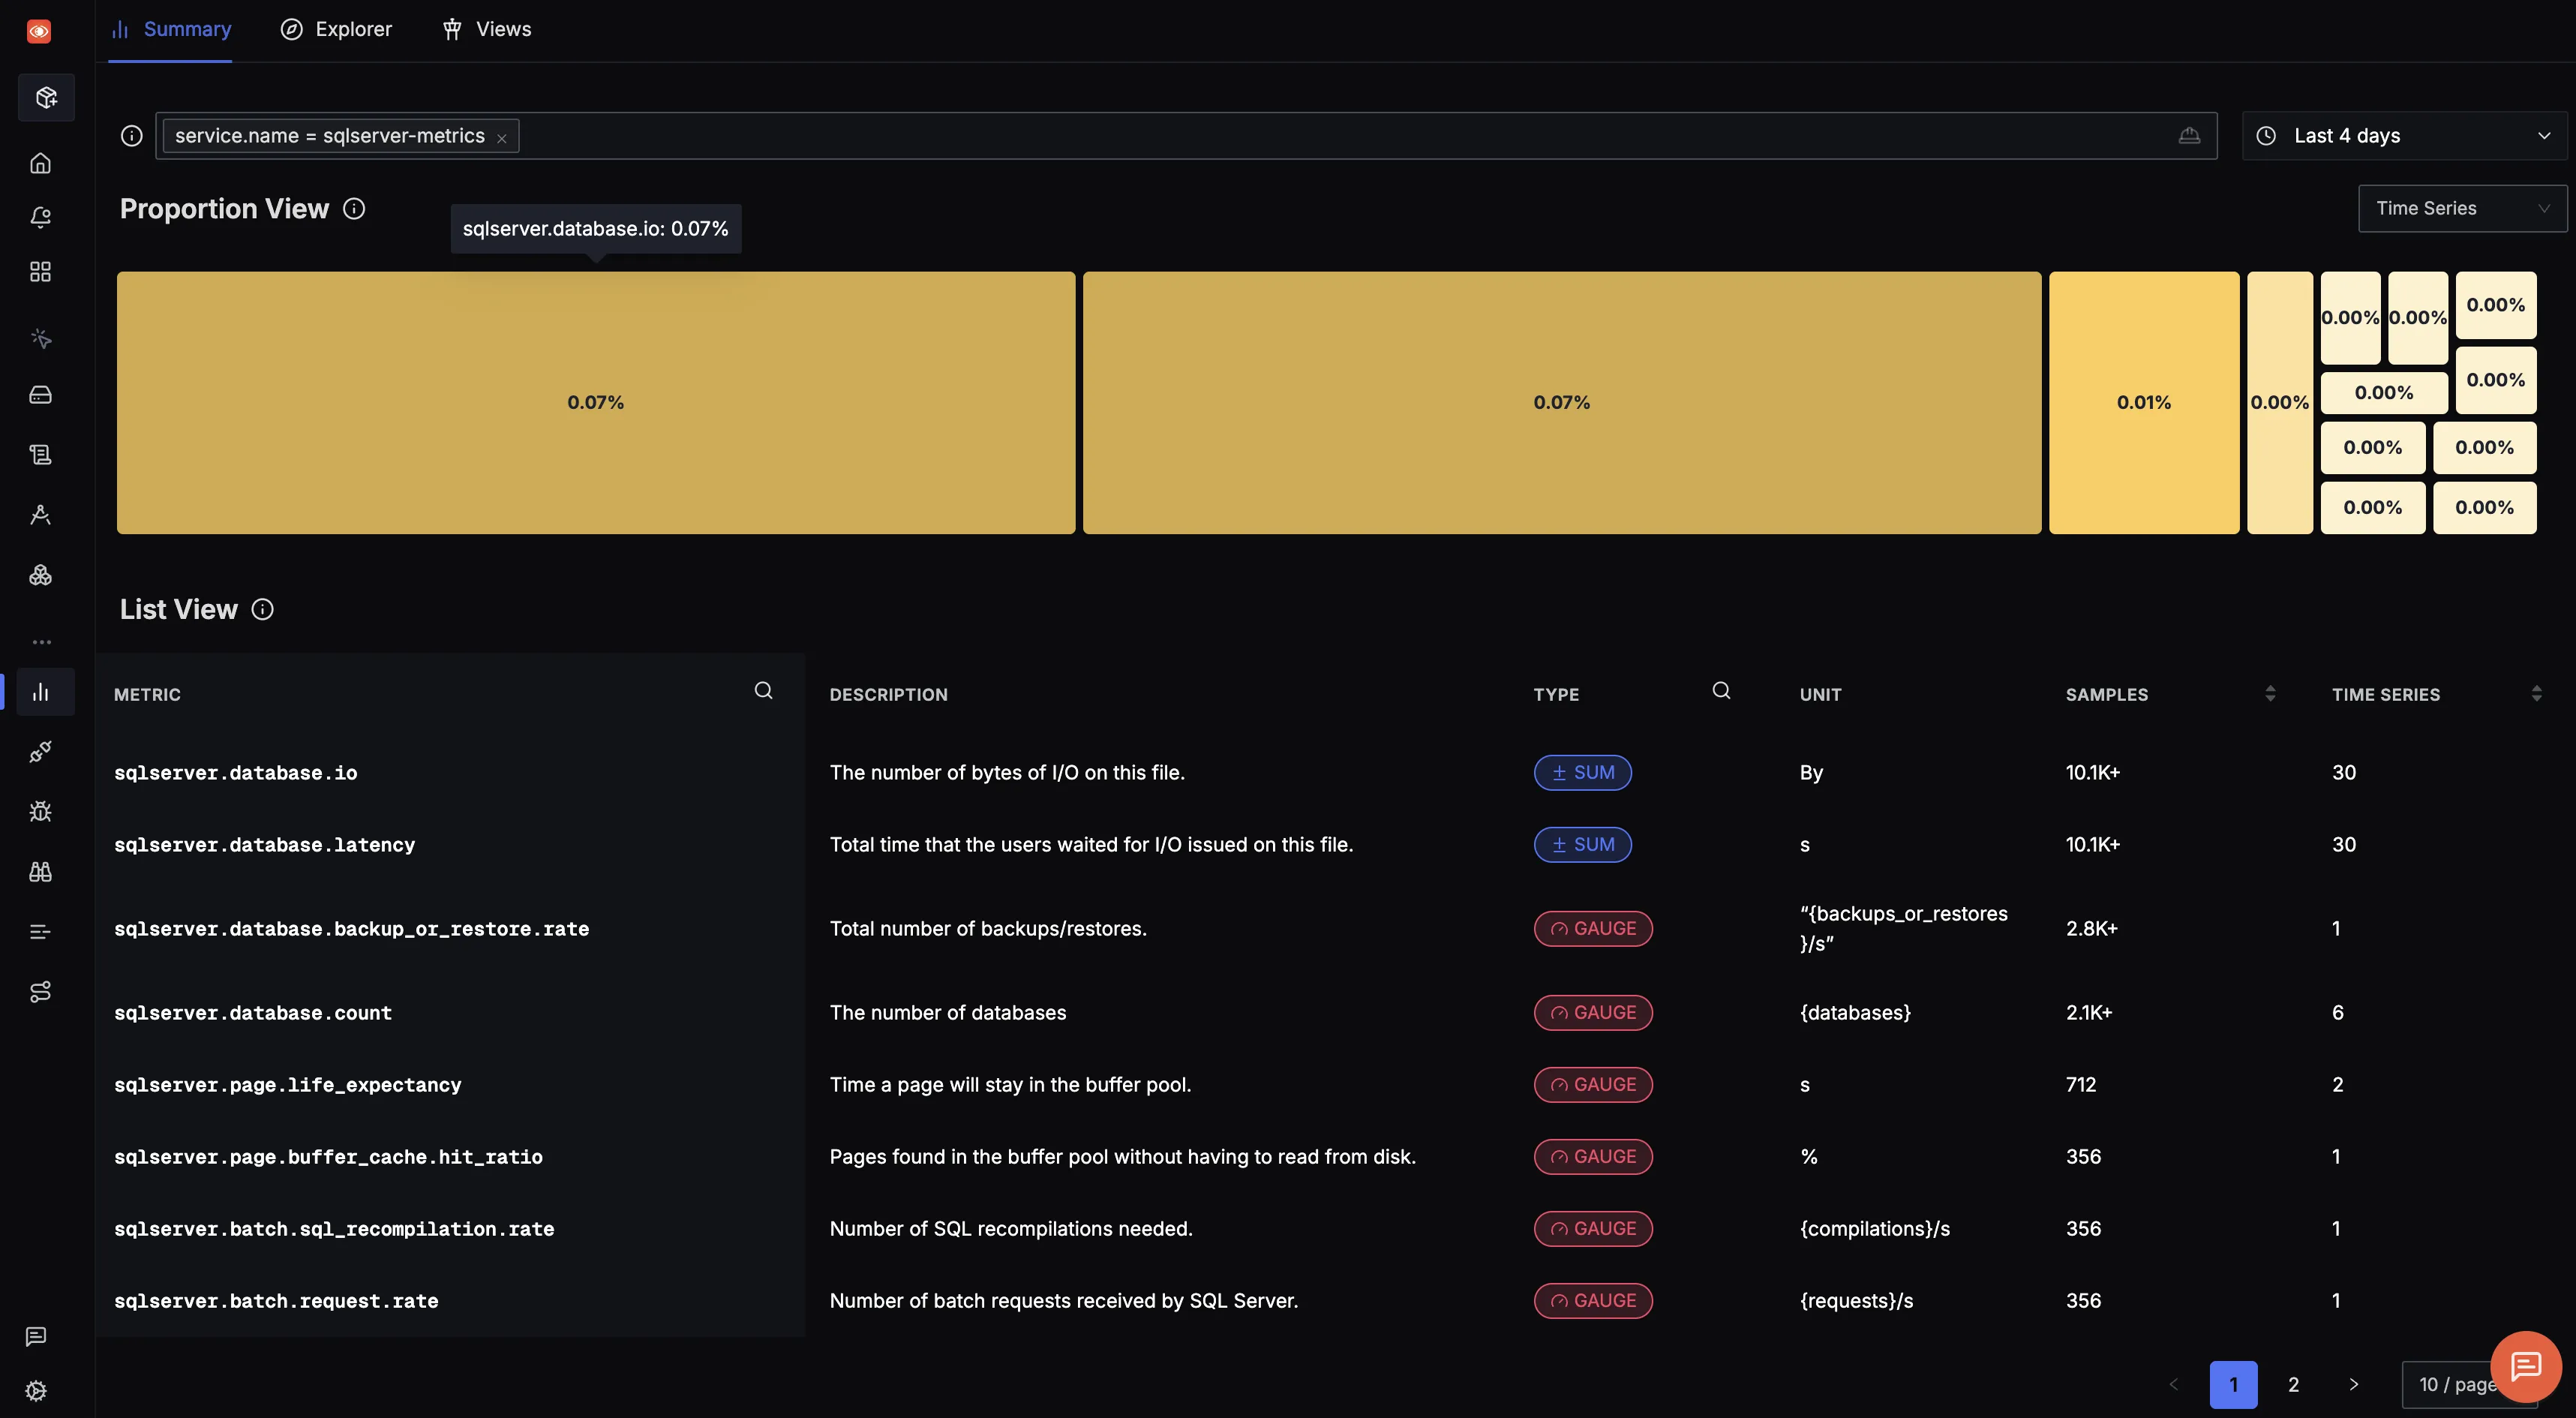 Summary
Explorer
Views
service.name = sqlserver-metrics
Last 4 days
Proportion View
Time Series
sqlserver.database.io: 0.07%
0.07%
0.07%
0.01%
0.00%
0.00%
0.00%
0.00%
0.00%
0.00%
0.00%
0.00%
0.00%
0.00%
List View
METRIC DESCRIPTION TYPE UNIT SAMPLES TIME SERIES
sqlserver.database.io The number of bytes of I/O on this file. SUM By 10.1K+ 30
sqlserver.database.latency Total time that the users waited for I/O issued on this file. SUM s 10.1K+ 30
sqlserver.database.backup_or_restore.rate Total number of backups/restores. GAUGE “{backups_or_restores
}/s” 2.8K+ 1
sqlserver.database.count The number of databases GAUGE {databases} 2.1K+ 6
sqlserver.page.life_expectancy Time a page will stay in the buffer pool. GAUGE s 712 2
sqlserver.page.buffer_cache.hit_ratio Pages found in the buffer pool without having to read from disk. GAUGE % 356 1
sqlserver.batch.sql_recompilation.rate Number of SQL recompilations needed. GAUGE {compilations}/s 356 1
sqlserver.batch.request.rate Number of batch requests received by SQL Server. GAUGE {requests}/s 356 1
< 1 2 > 10 / page